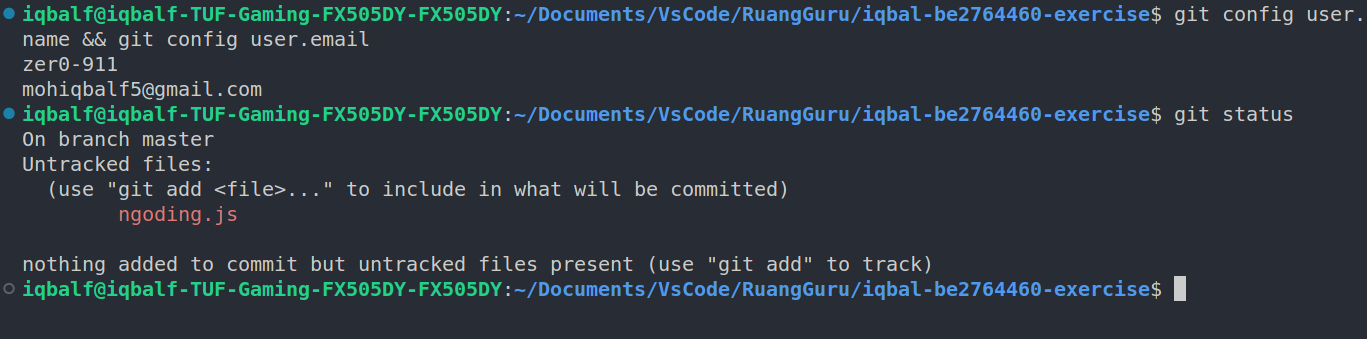 iqbalf@iqbalf-TUF-Gaming-FX505DY-FX505DY:~/Documents/VsCode/RuangGuru/iqbal-be2764460-exercise$ git config user.
name && git config user.email
zer0-911
mohiqbalf5@gmail.com
iqbalf@iqbalf-TUF-Gaming-FX505DY-FX505DY:~/Documents/VsCode/RuangGuru/iqbal-be2764460-exercise$ git status
On branch master
Untracked files:
  (use "git add <file>..." to include in what will be committed)
        ngoding.js
nothing added to commit but untracked files present (use "git add" to track)
iqbalf@iqbalf-TUF-Gaming-FX505DY-FX505DY:~/Documents/VsCode/RuangGuru/iqbal-be2764460-exercise$